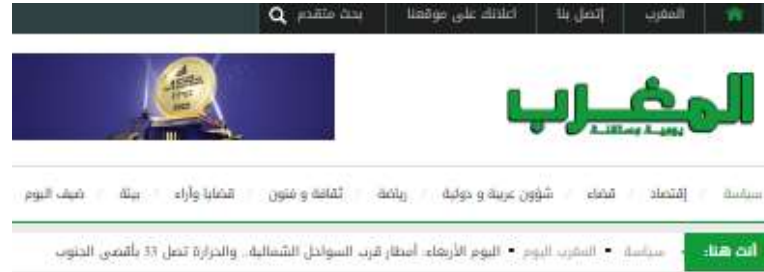 المغرب إتصل بنا اعلانك على موقعنا بحث متقدم
المغرب
يومية مستقلة
سياسة / إقتصاد / قضاء / شؤون عربية و دولية / رياضة / ثقافة و فنون / قضايا وآراء / بيئة / ضيف اليوم
أنت هنا: سياسة ▪ المغرب اليوم ▪ اليوم الأربعاء: أمطار قرب السواحل الشمالية.. والحرارة تصل 33 بأقصى الجنوب